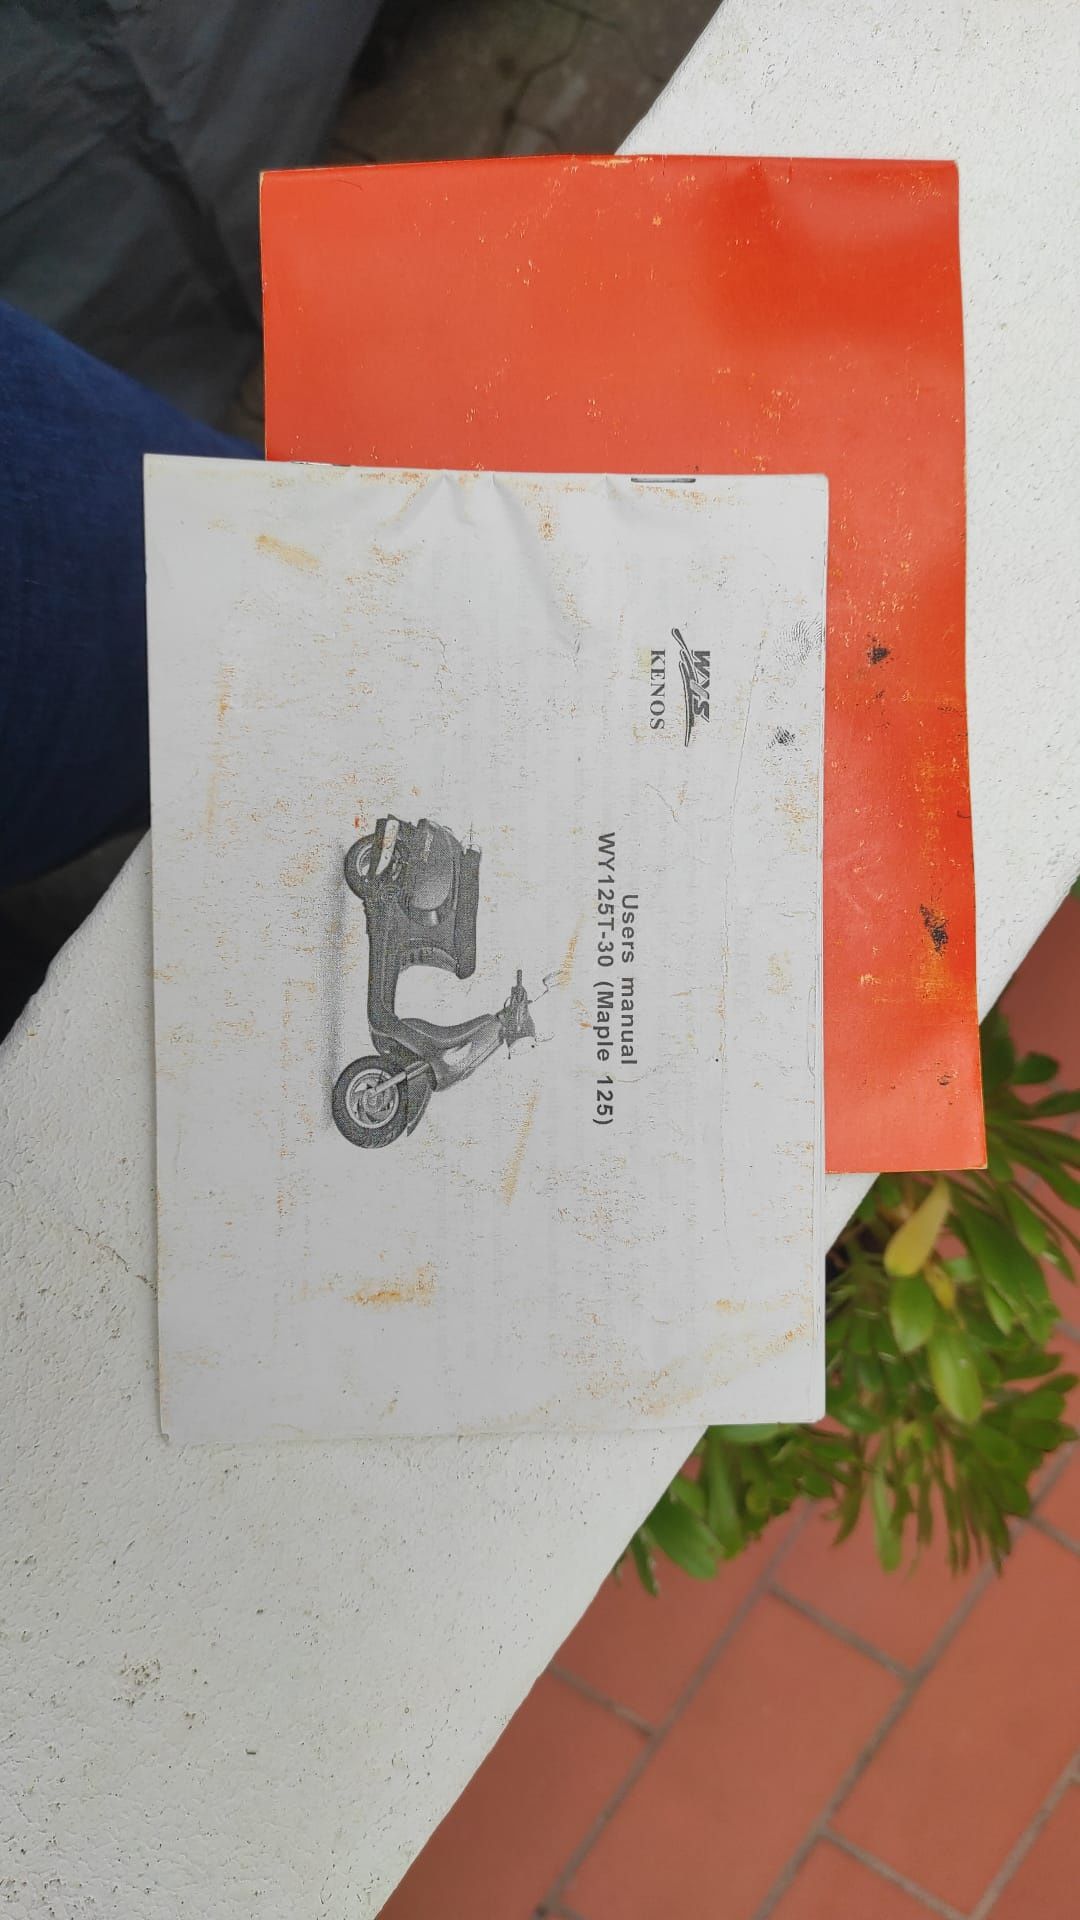 WYS
KENOS
Users manual
WY125T-30 (Maple 125)